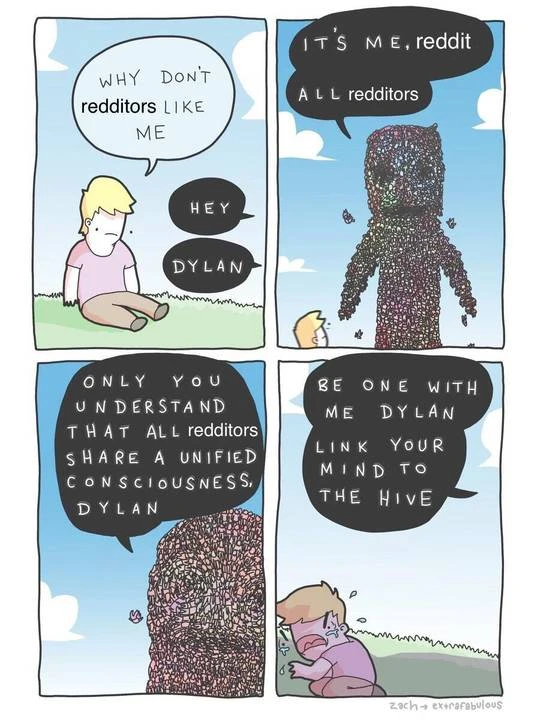 WHY DON'T
redditors LIKE
ME
HEY
DYLAN
IT'S ME, reddit
ALL redditors
ONLY YOU
UNDERSTAND
THAT ALL redditors
SHARE A UNIFIED
CONSCIOUSNESS,
DYLAN
BE ONE WITH
ME DYLAN
LINK YOUR
MIND TO
THE HIVE
zach → extrafabulous